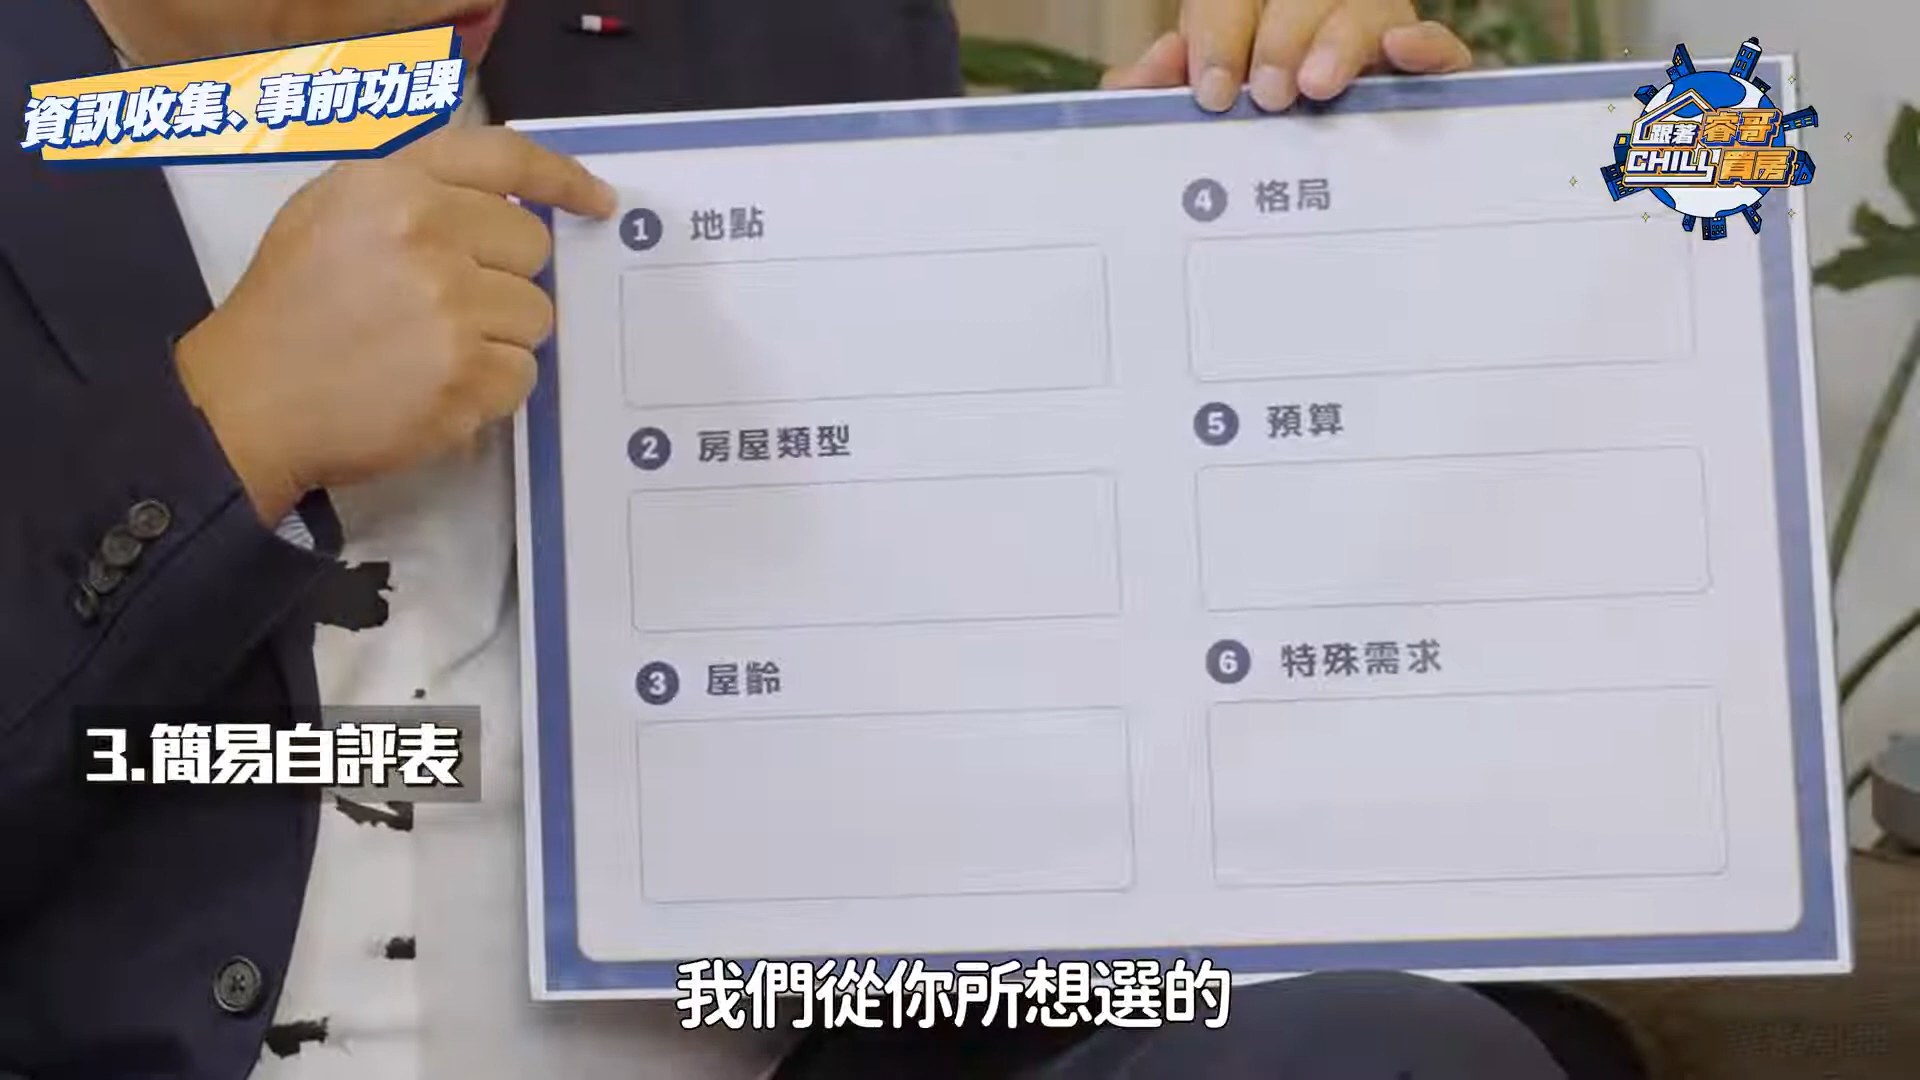 資訊收集、事前功課
跟著睿哥
CHILL買房
1 地點
2 房屋類型
3 屋齡
4 格局
5 預算
6 特殊需求
3.簡易自評表
我們從你所想選的